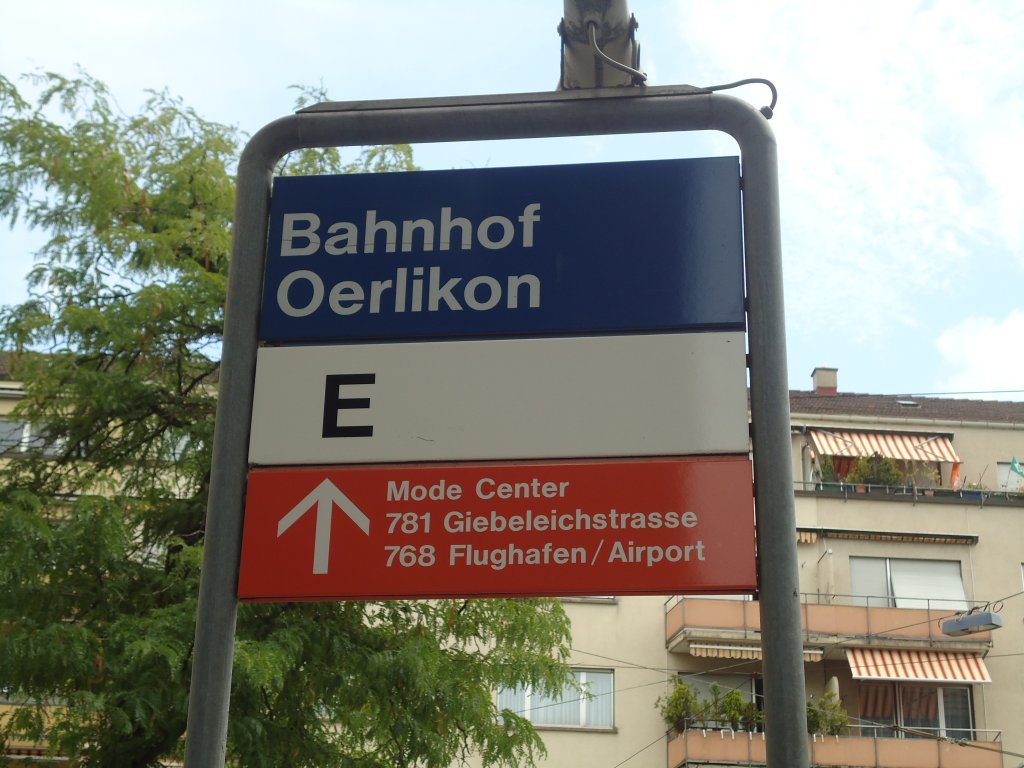 Bahnhof
Oerlikon
E
Mode Center
781 Giebeleichstrasse
768 Flughafen/Airport